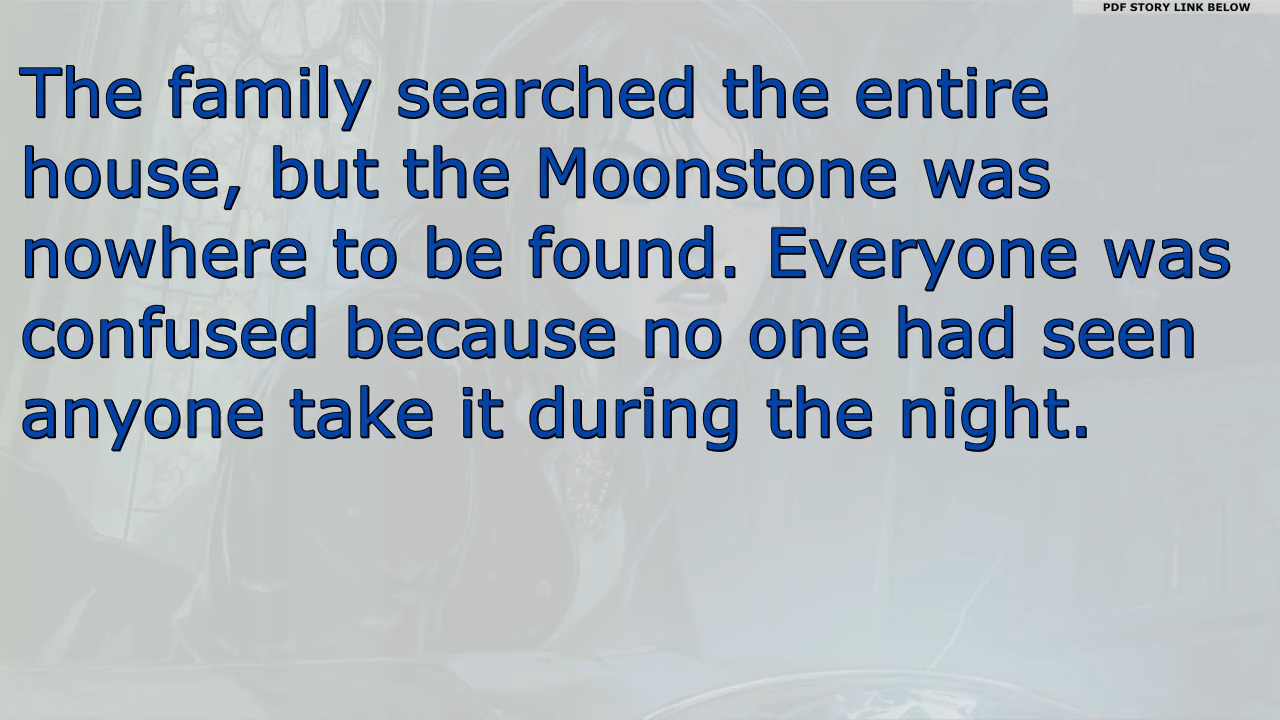 PDF STORY LINK BELOW
The family searched the entire
house, but the Moonstone was
nowhere to be found. Everyone was
confused because no one had seen
anyone take it during the night.